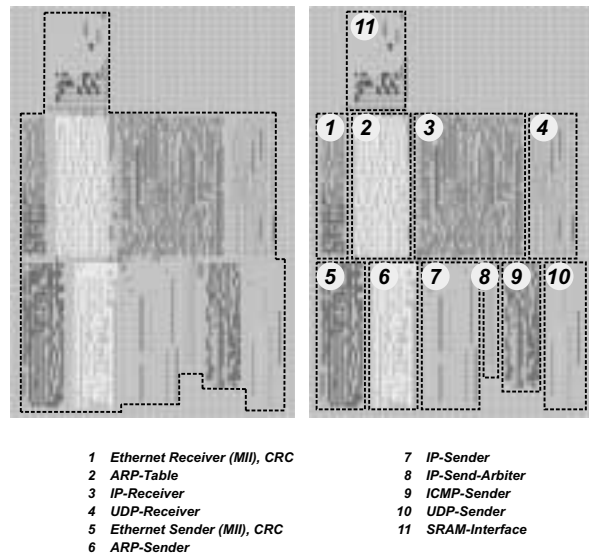 11
1 2 3 4
5 6 7 8 9 10
1 Ethernet Receiver (MII), CRC
2 ARP-Table
3 IP-Receiver
4 UDP-Receiver
5 Ethernet Sender (MII), CRC
6 ARP-Sender
7 IP-Sender
8 IP-Send-Arbiter
9 ICMP-Sender
10 UDP-Sender
11 SRAM-Interface